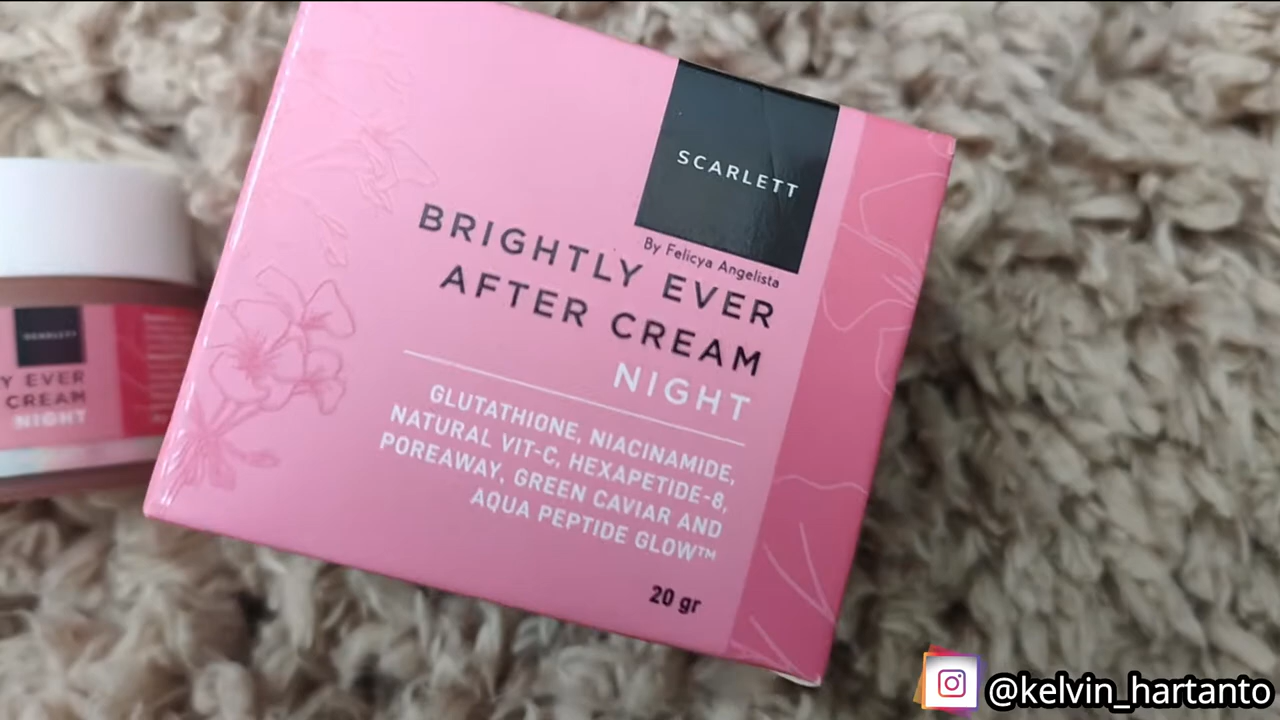 SCARLETT
By Felicya Angelista
BRIGHTLY EVER
AFTER CREAM
NIGHT
GLUTATHIONE, NIACINAMIDE,
NATURAL VIT-C, HEXAPETIDE-8,
POREAWAY, GREEN CAVIAR AND
AQUA PEPTIDE GLOW™
20 gr
SCARLETT
Y EVER
CREAM
NIGHT
@kelvin_hartanto